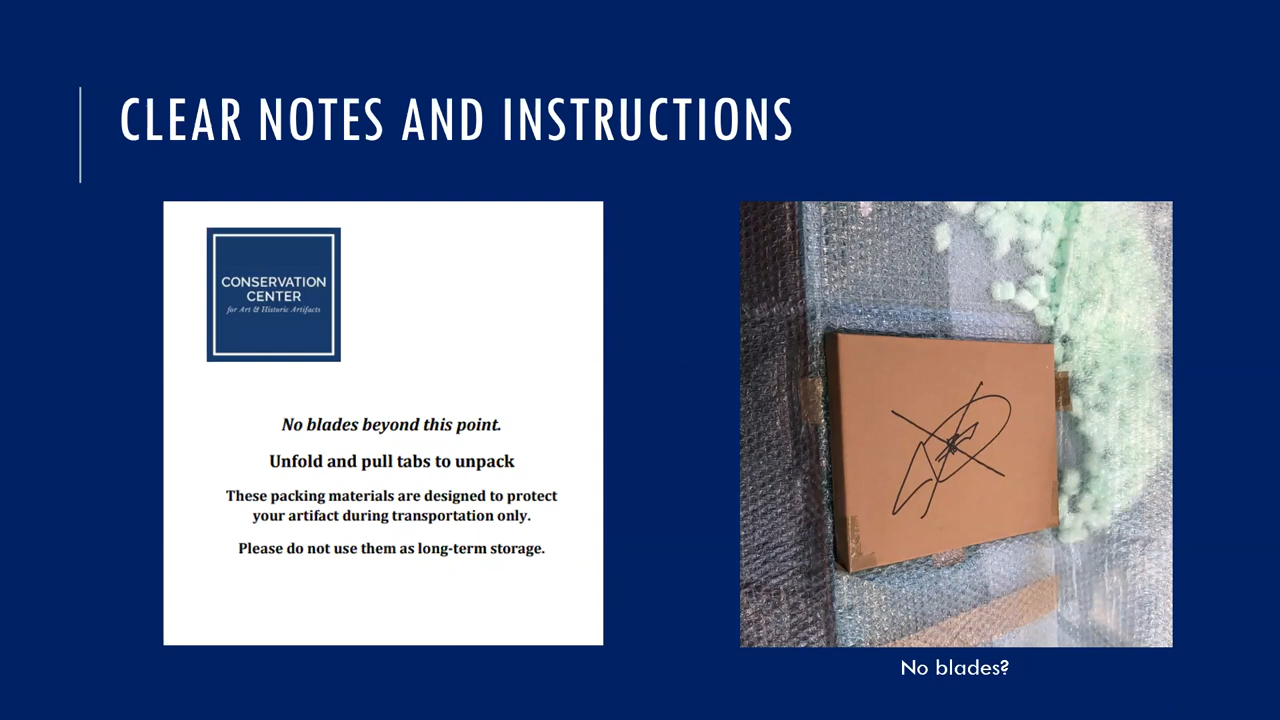 CLEAR NOTES AND INSTRUCTIONS
CONSERVATION
CENTER
for Art & Historic Artifacts
No blades beyond this point.
Unfold and pull tabs to unpack
These packing materials are designed to protect
your artifact during transportation only.
Please do not use them as long-term storage.
No blades?